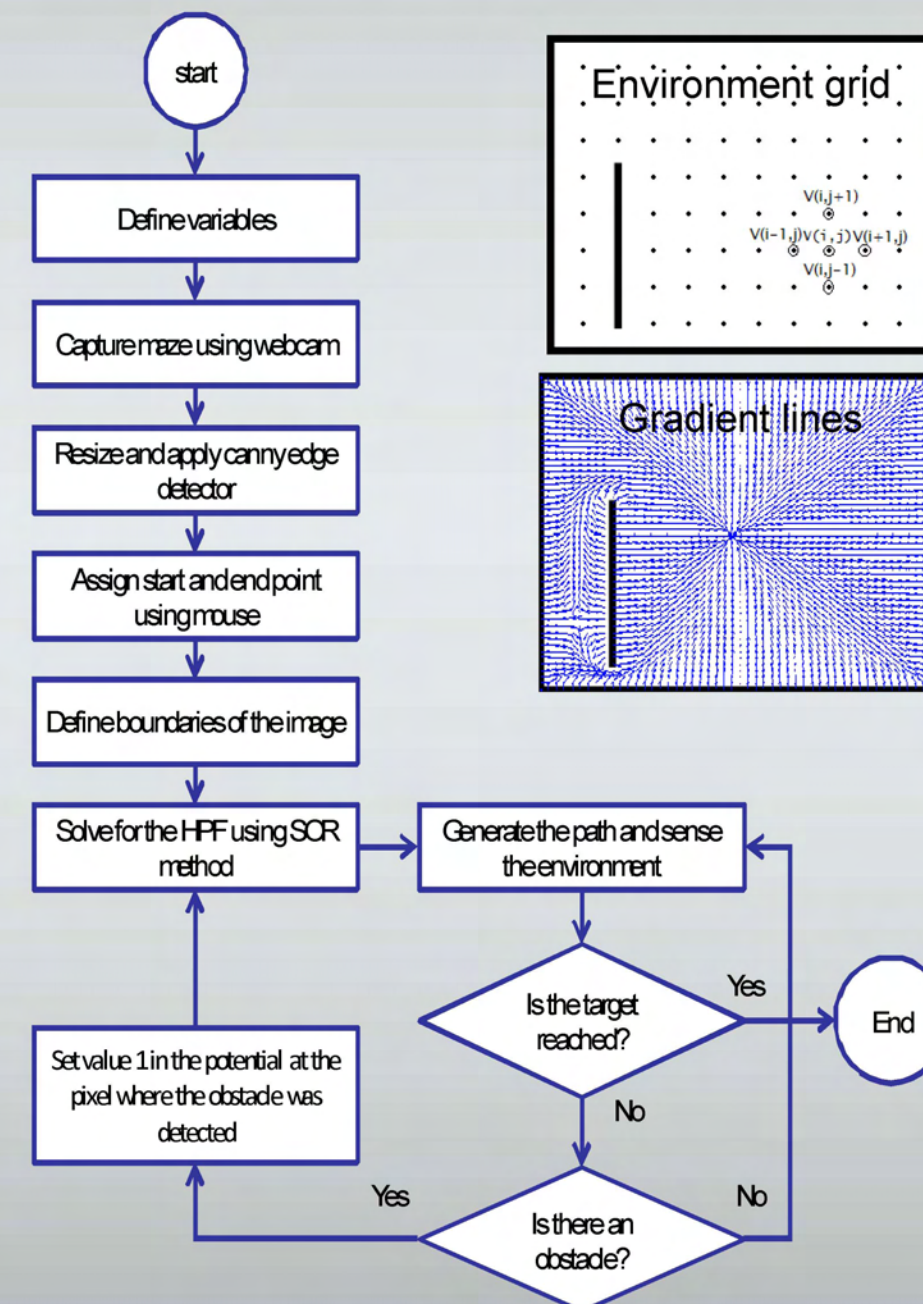 start
Define variables
Capture maze using webcam
Resize and apply canny edge
detector
Assign start and end point
using mouse
Define boundaries of the image
Solve for the HPF using SOR
method
Generate the path and sense
the environment
Is the target
reached?
Yes
End
No
Is there an
obstacle?
Yes
No
Set value 1 in the potential at the
pixel where the obstacle was
detected
Environment grid
V(i,j+1)
V(i-1,j) V(i,j) V(i+1,j)
V(i,j-1)
Gradient lines